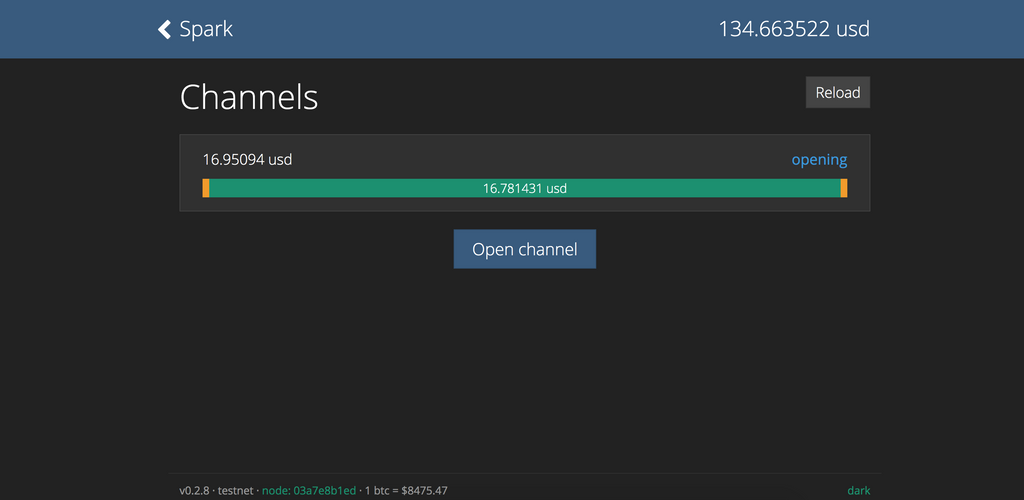 Spark 134.663522 usd
Channels Reload
16.95094 usd opening
16.781431 usd
Open channel
v0.2.8 · testnet · node: 03a7e8b1ed · 1 btc = $8475.47 dark